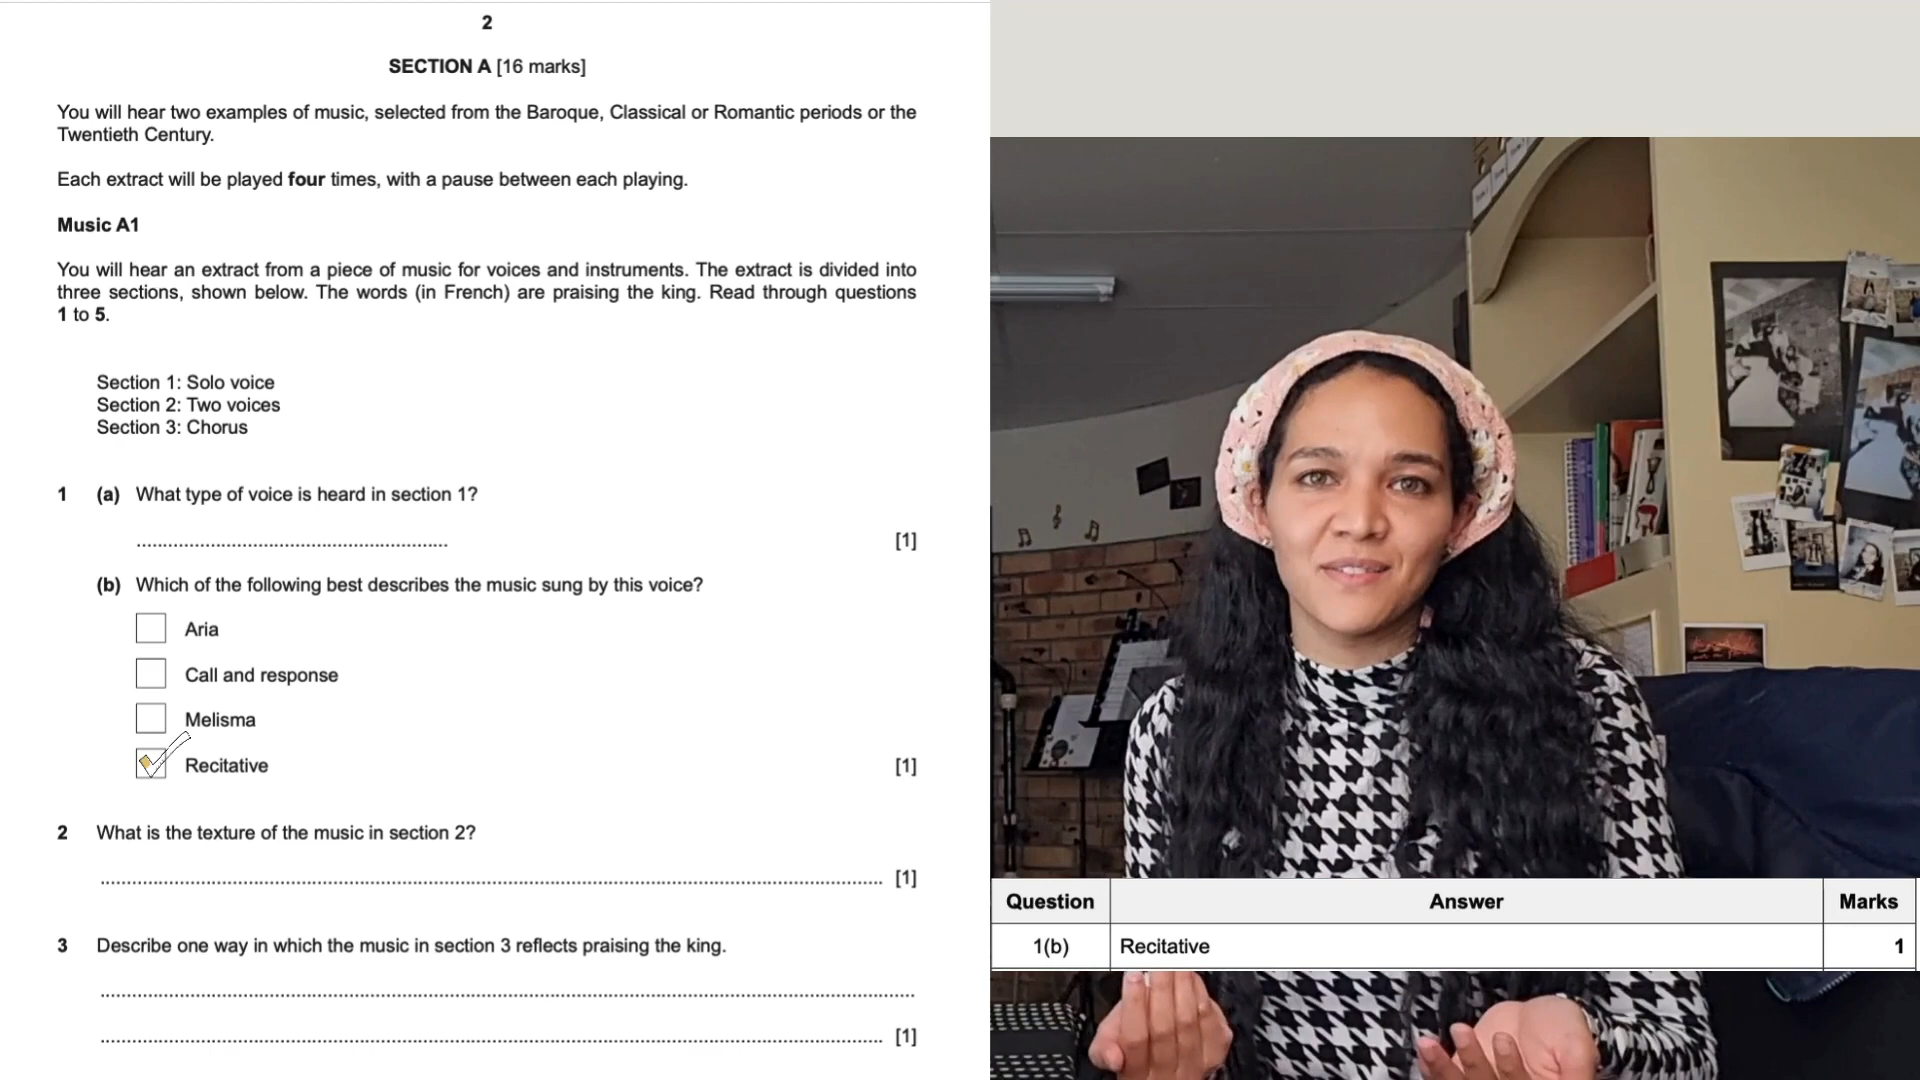 2
SECTION A [16 marks]
You will hear two examples of music, selected from the Baroque, Classical or Romantic periods or the
Twentieth Century.
Each extract will be played four times, with a pause between each playing.
Music A1
You will hear an extract from a piece of music for voices and instruments. The extract is divided into
three sections, shown below. The words (in French) are praising the king. Read through questions
1 to 5.
Section 1: Solo voice
Section 2: Two voices
Section 3: Chorus
1 (a) What type of voice is heard in section 1?
.......................................................... [1]
(b) Which of the following best describes the music sung by this voice?
Aria
Call and response
Melisma
Recitative [1]
2 What is the texture of the music in section 2?
.................................................................................................................................................. [1]
3 Describe one way in which the music in section 3 reflects praising the king.
........................................................................................................................................................
.................................................................................................................................................. [1]
Question Answer Marks
1(b) Recitative 1